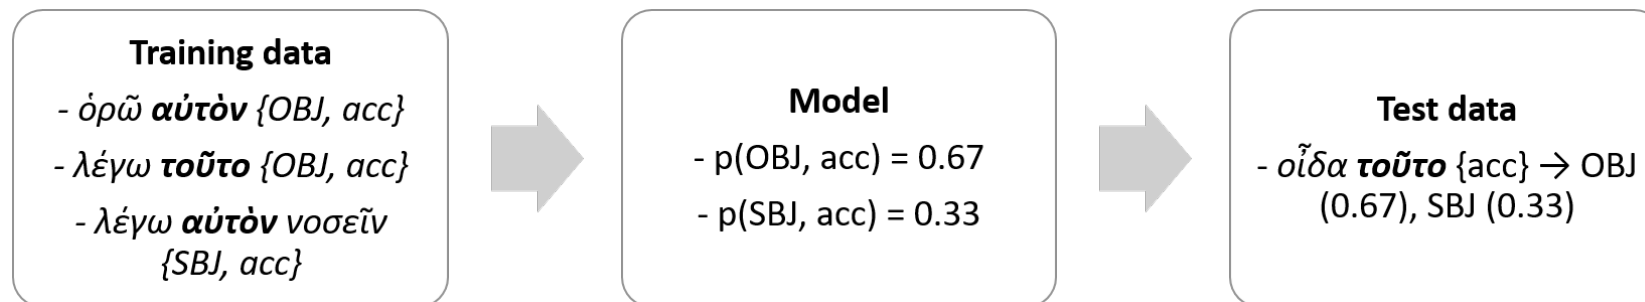 Training data
- ὁρῶ αὐτὸν {OBJ, acc}
- λέγω τοῦτο {OBJ, acc}
- λέγω αὐτὸν νοσεῖν
{SBJ, acc}
Model
- p(OBJ, acc) = 0.67
- p(SBJ, acc) = 0.33
Test data
- οἶδα τοῦτο {acc} → OBJ
(0.67), SBJ (0.33)